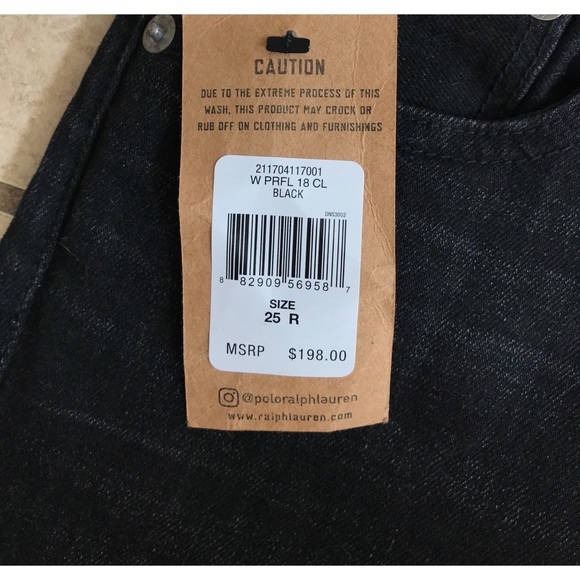 CAUTION
DUE TO THE EXTREME PROCESS OF THIS
WASH, THIS PRODUCT MAY CROCK OR
RUB OFF ON CLOTHING AND FURNISHINGS
211704117001
W PRFL 18 CL
BLACK
DNS3002
8 82909 56958 7
SIZE
25 R
MSRP $198.00
@poloralphlauren
www.ralphlauren.com